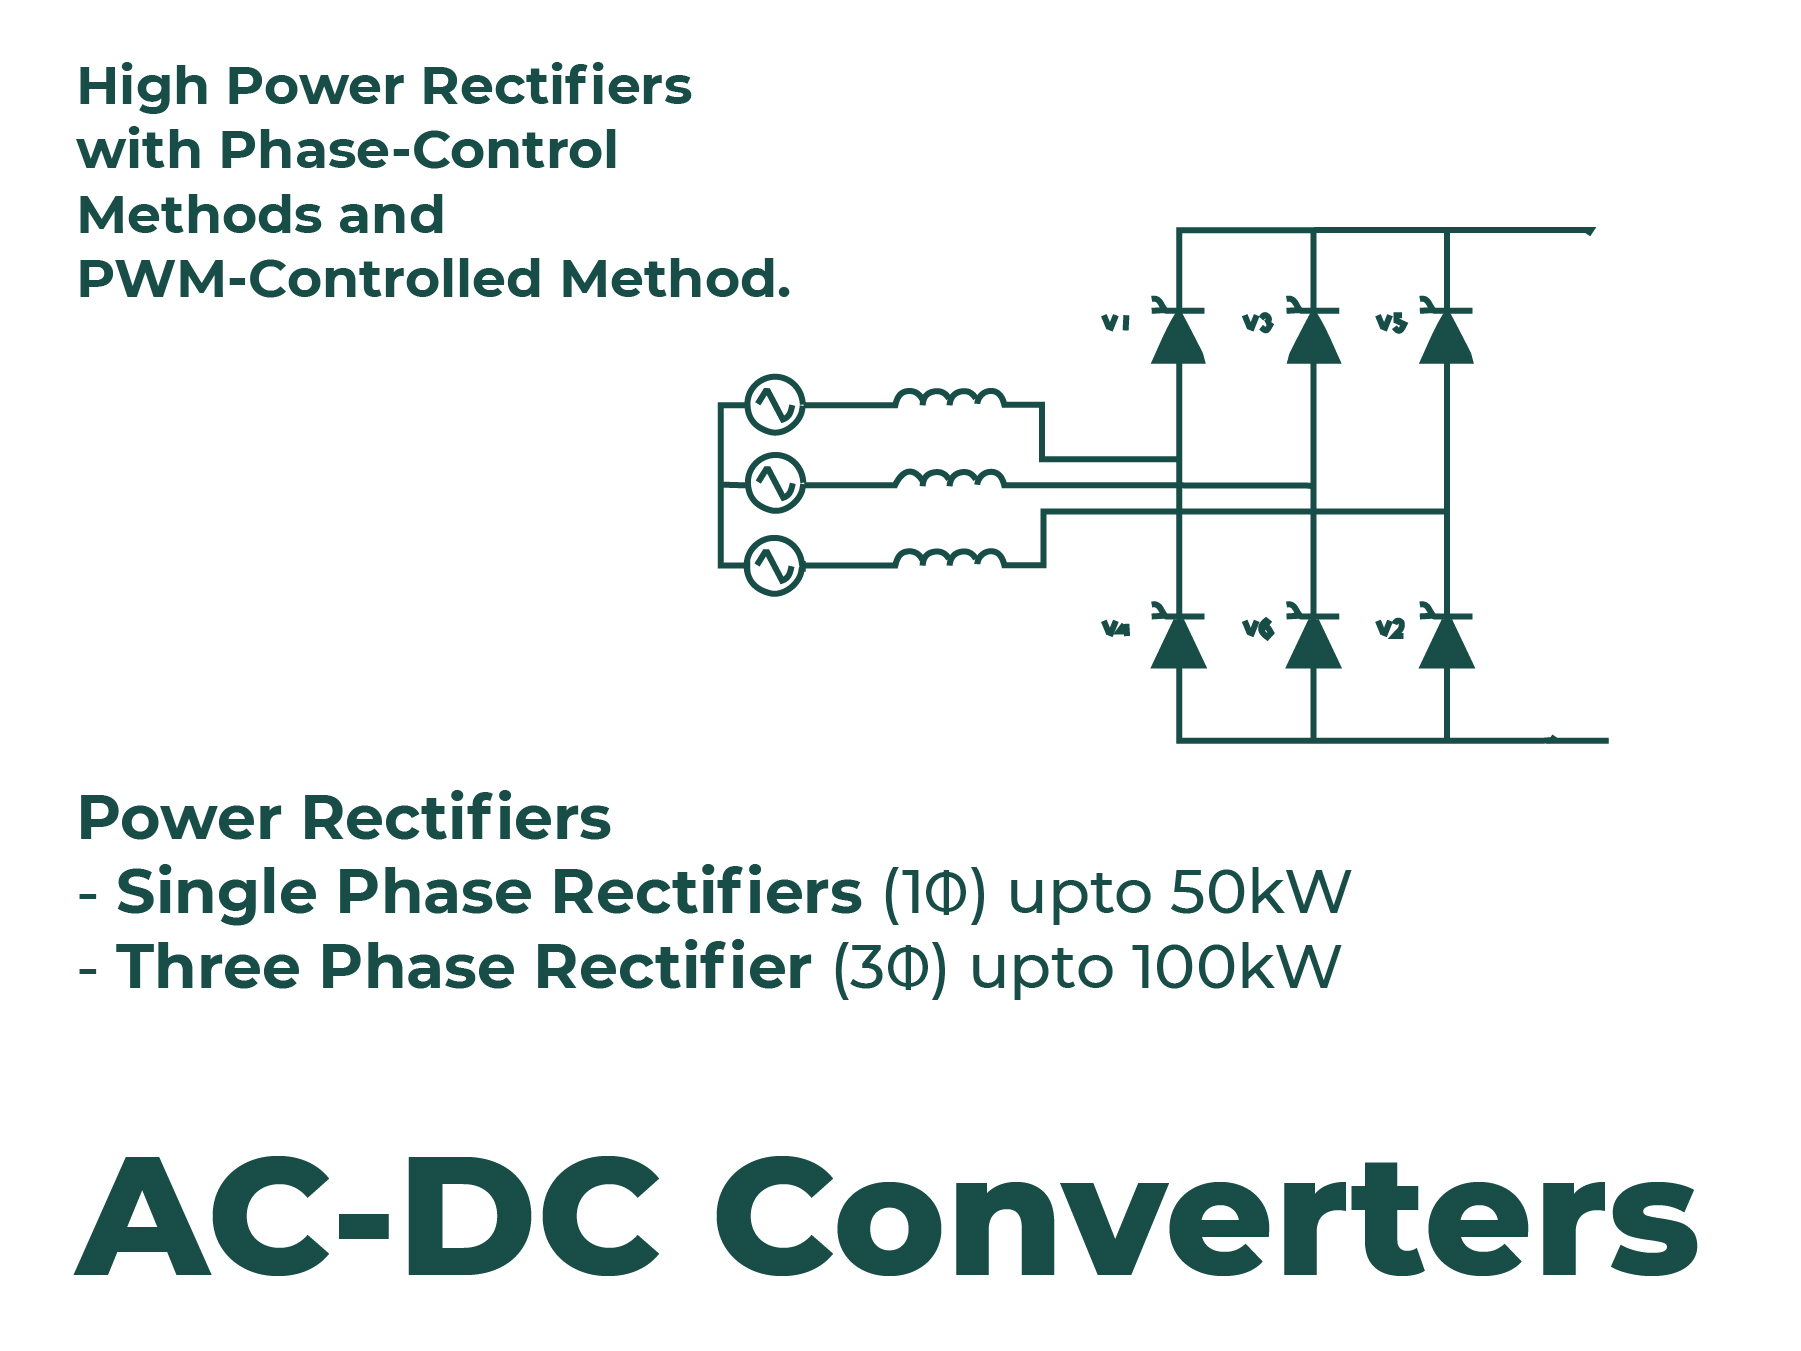 High Power Rectifiers
with Phase-Control
Methods and
PWM-Controlled Method.
V1 V3 V5
V4 V6 V2
Power Rectifiers
- Single Phase Rectifiers (1Φ) upto 50kW
- Three Phase Rectifier (3Φ) upto 100kW
AC-DC Converters